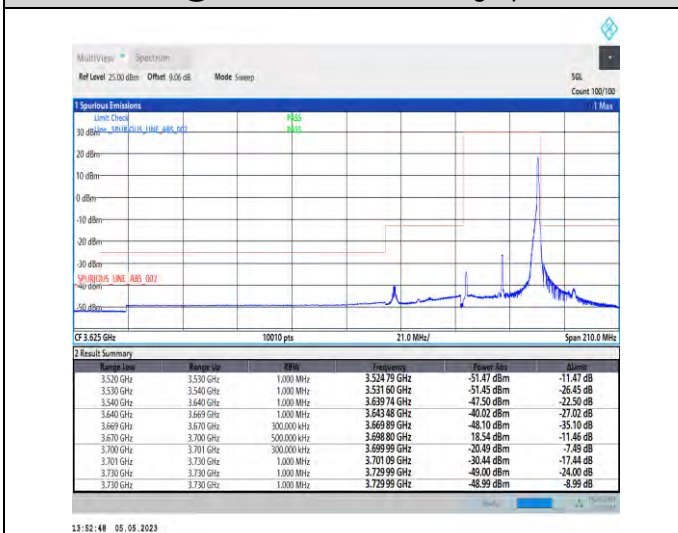 MultiView Spectrum
Ref Level 25.00 dBm Offset 9.06 dB Mode Sweep SGL
Count 100/100
1 Spurious Emissions 1 Max
Limit Check PASS
Line _SPURIOUS_LINE_ABS_002 PASS
30 dBm
20 dBm
10 dBm
0 dBm
-10 dBm
-20 dBm
-30 dBm
SPURIOUS_LINE_ABS_002
-40 dBm
-50 dBm
CF 3.625 GHz 10010 pts 21.0 MHz/ Span 210.0 MHz
2 Result Summary
Range Low Range Up RBW Frequency Power Abs ΔLimit
3.520 GHz 3.530 GHz 1.000 MHz 3.524 79 GHz -51.47 dBm -11.47 dB
3.530 GHz 3.540 GHz 1.000 MHz 3.531 60 GHz -51.45 dBm -26.45 dB
3.540 GHz 3.640 GHz 1.000 MHz 3.639 74 GHz -47.50 dBm -22.50 dB
3.640 GHz 3.669 GHz 1.000 MHz 3.643 48 GHz -40.02 dBm -27.02 dB
3.669 GHz 3.670 GHz 300.000 kHz 3.669 89 GHz -48.10 dBm -35.10 dB
3.670 GHz 3.700 GHz 500.000 kHz 3.698 80 GHz 18.54 dBm -11.46 dB
3.700 GHz 3.701 GHz 300.000 kHz 3.699 99 GHz -20.49 dBm -7.49 dB
3.701 GHz 3.730 GHz 1.000 MHz 3.701 09 GHz -30.44 dBm -17.44 dB
3.730 GHz 3.730 GHz 1.000 MHz 3.729 99 GHz -49.00 dBm -24.00 dB
3.730 GHz 3.730 GHz 1.000 MHz 3.729 99 GHz -48.99 dBm -8.99 dB
13:52:48 05.05.2023